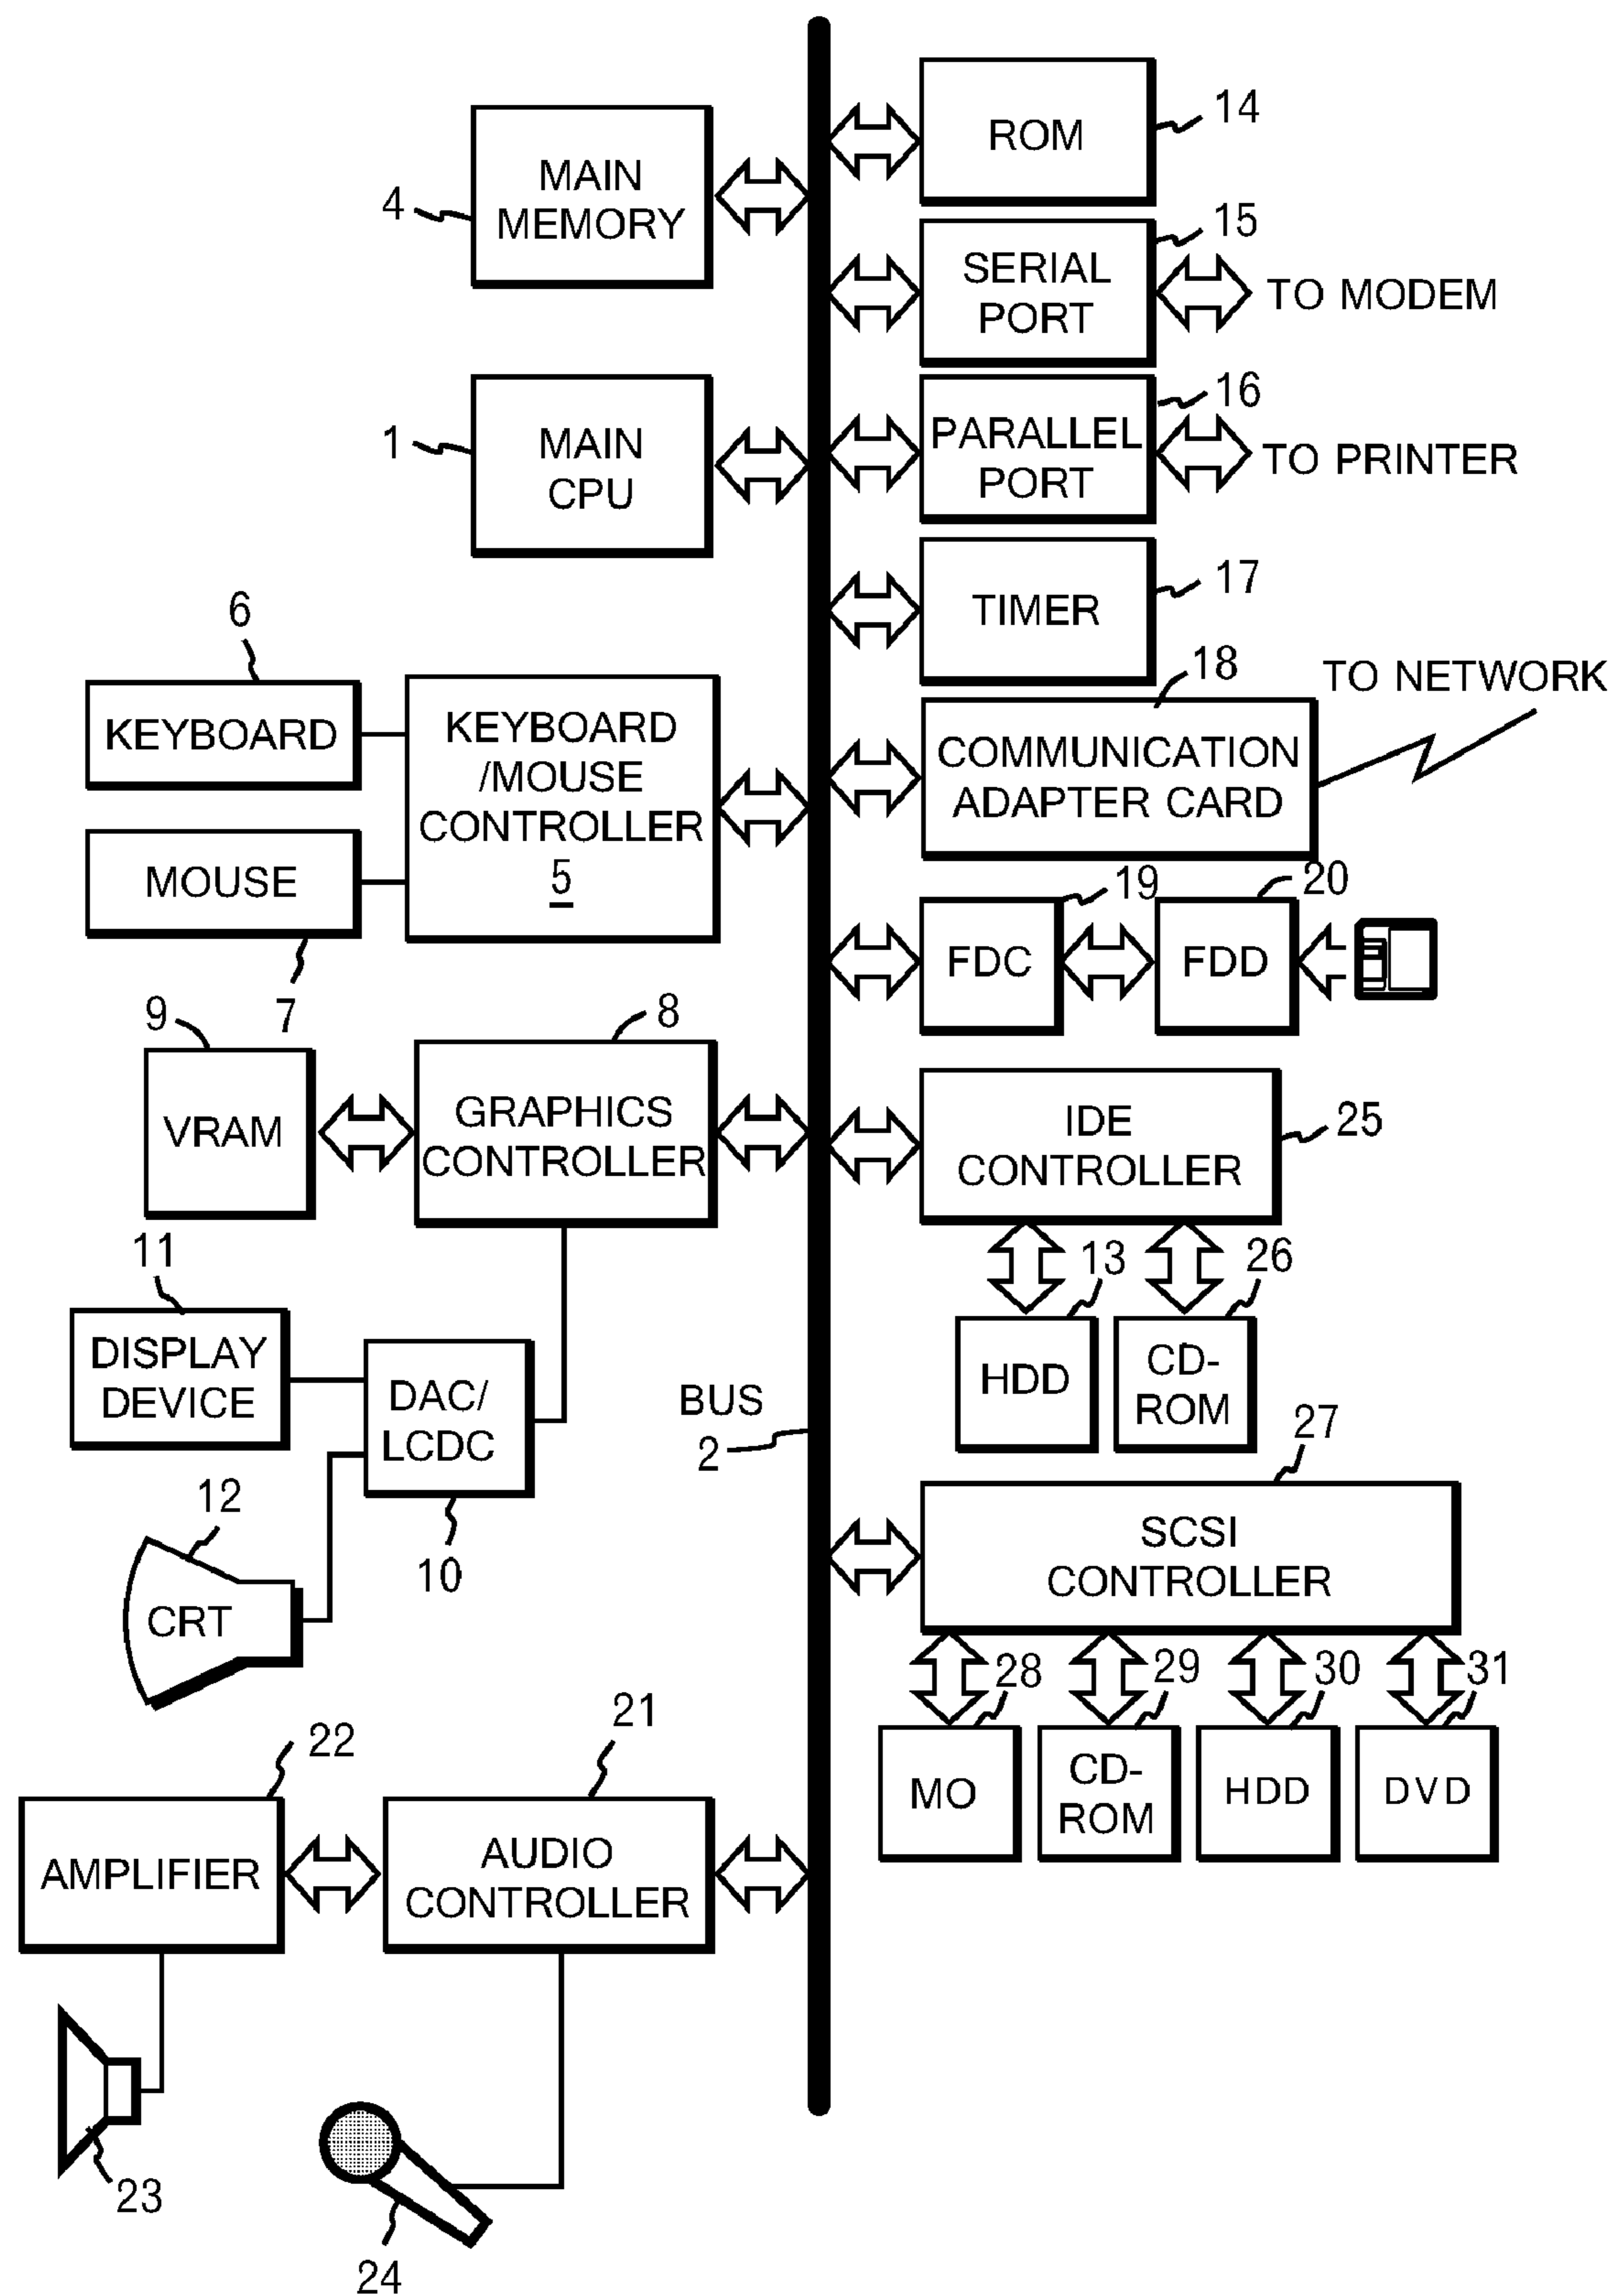 14
ROM
MAIN
MEMORY
4
15
SERIAL
PORT
TO MODEM
16
PARALLEL
PORT
TO PRINTER
1
MAIN
CPU
17
TIMER
6
KEYBOARD
KEYBOARD
/MOUSE
CONTROLLER
5
MOUSE
7
18
TO NETWORK
COMMUNICATION
ADAPTER CARD
19
20
FDC
FDD
9
8
VRAM
GRAPHICS
CONTROLLER
IDE
CONTROLLER
25
11
DISPLAY
DEVICE
DAC/
LCDC
10
BUS
2
13
26
HDD
CD-
ROM
12
CRT
27
SCSI
CONTROLLER
28
29
30
31
MO
CD-
ROM
HDD
DVD
22
21
AMPLIFIER
AUDIO
CONTROLLER
23
24